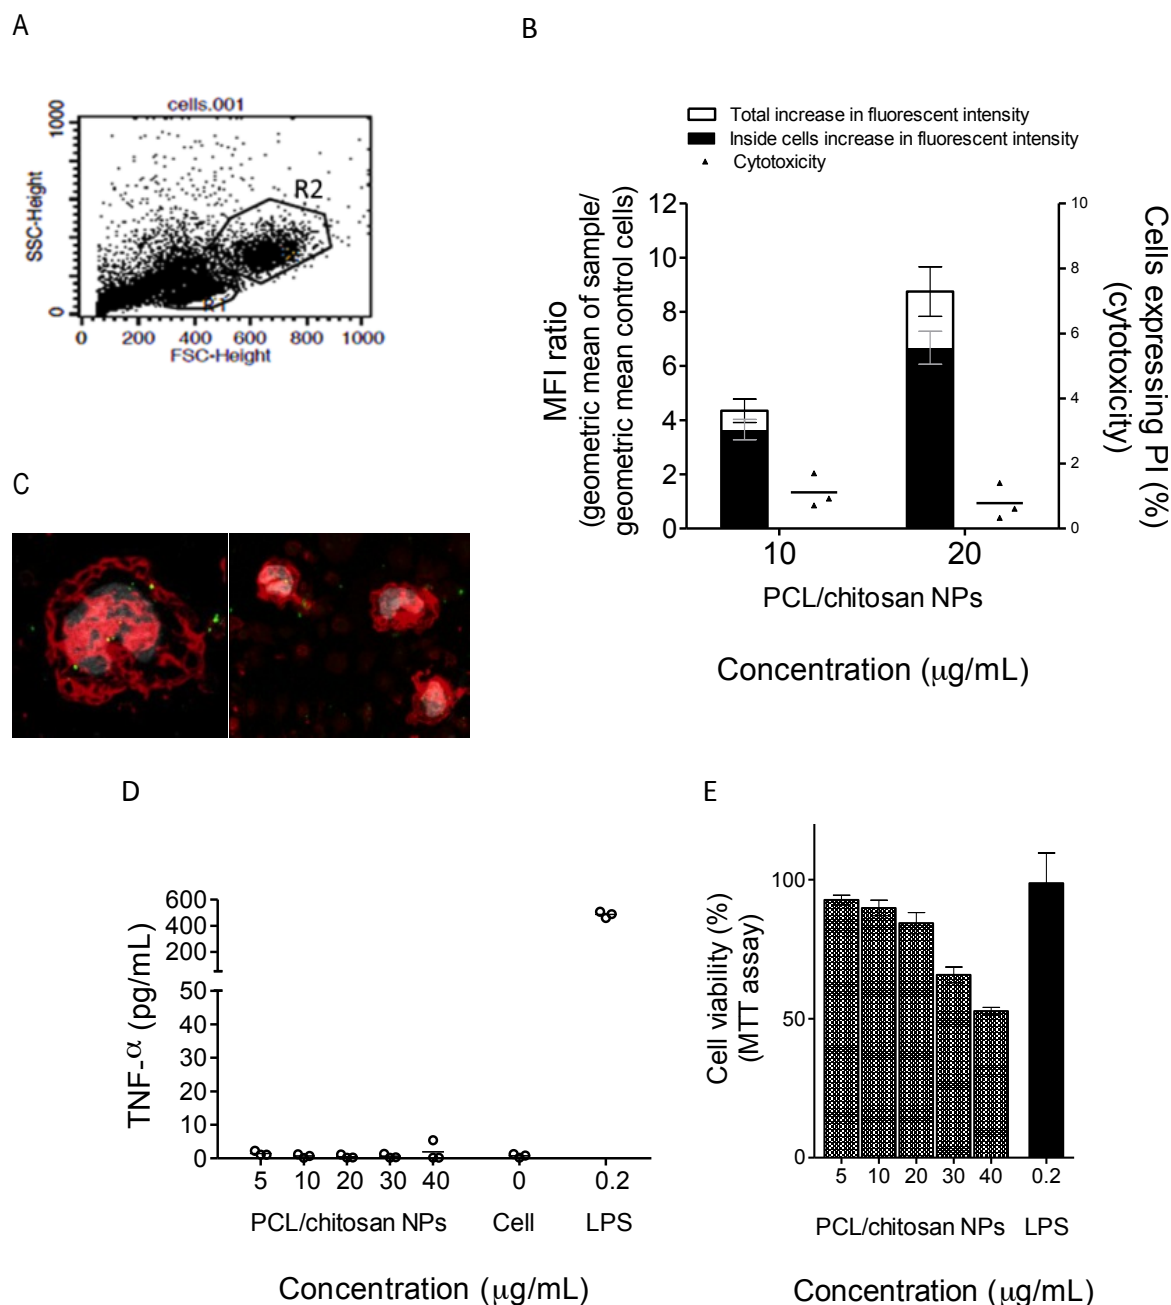 A
cells.001
1000
SSC-Height
0
R2
R1
0 200 400 600 800 1000
FSC-Height
B
Total increase in fluorescent intensity
Inside cells increase in fluorescent intensity
Cytotoxicity
MFI ratio
(geometric mean of sample/
geometric mean control cells)
12
10
8
6
4
2
0
10
8
6
4
2
0
Cells expressing PI (%)
(cytotoxicity)
10 20
PCL/chitosan NPs
Concentration (μg/mL)
C
D
TNF-α (pg/mL)
600
400
200
50
40
30
20
10
0
5 10 20 30 40 0 0.2
PCL/chitosan NPs Cell LPS
Concentration (μg/mL)
E
Cell viability (%)
(MTT assay)
100
50
0
5 10 20 30 40 0.2
PCL/chitosan NPs LPS
Concentration (μg/mL)